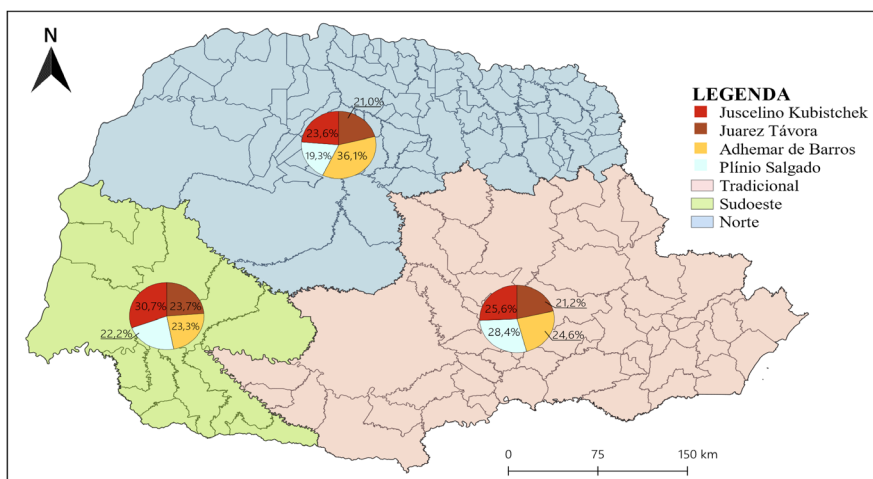 N
LEGENDA
Juscelino Kubistchek
Juarez Távora
Adhemar de Barros
Plínio Salgado
Tradicional
Sudoeste
Norte
21,0%
23,6%
19,3%
36,1%
30,7%
23,7%
22,2%
23,3%
25,6%
21,2%
28,4%
24,6%
0 75 150 km